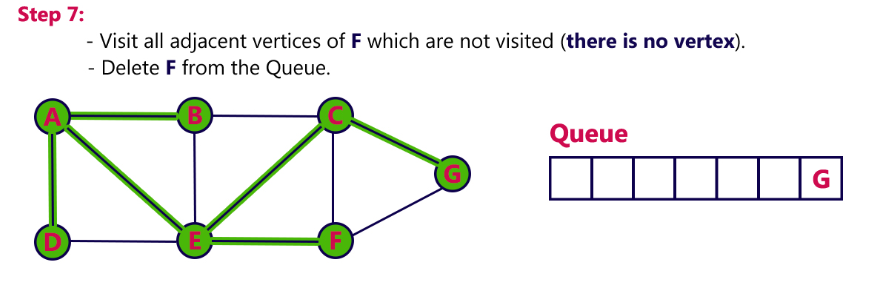 Step 7:
- Visit all adjacent vertices of F which are not visited (there is no vertex).
- Delete F from the Queue.
A B C
Queue
G G
D E F